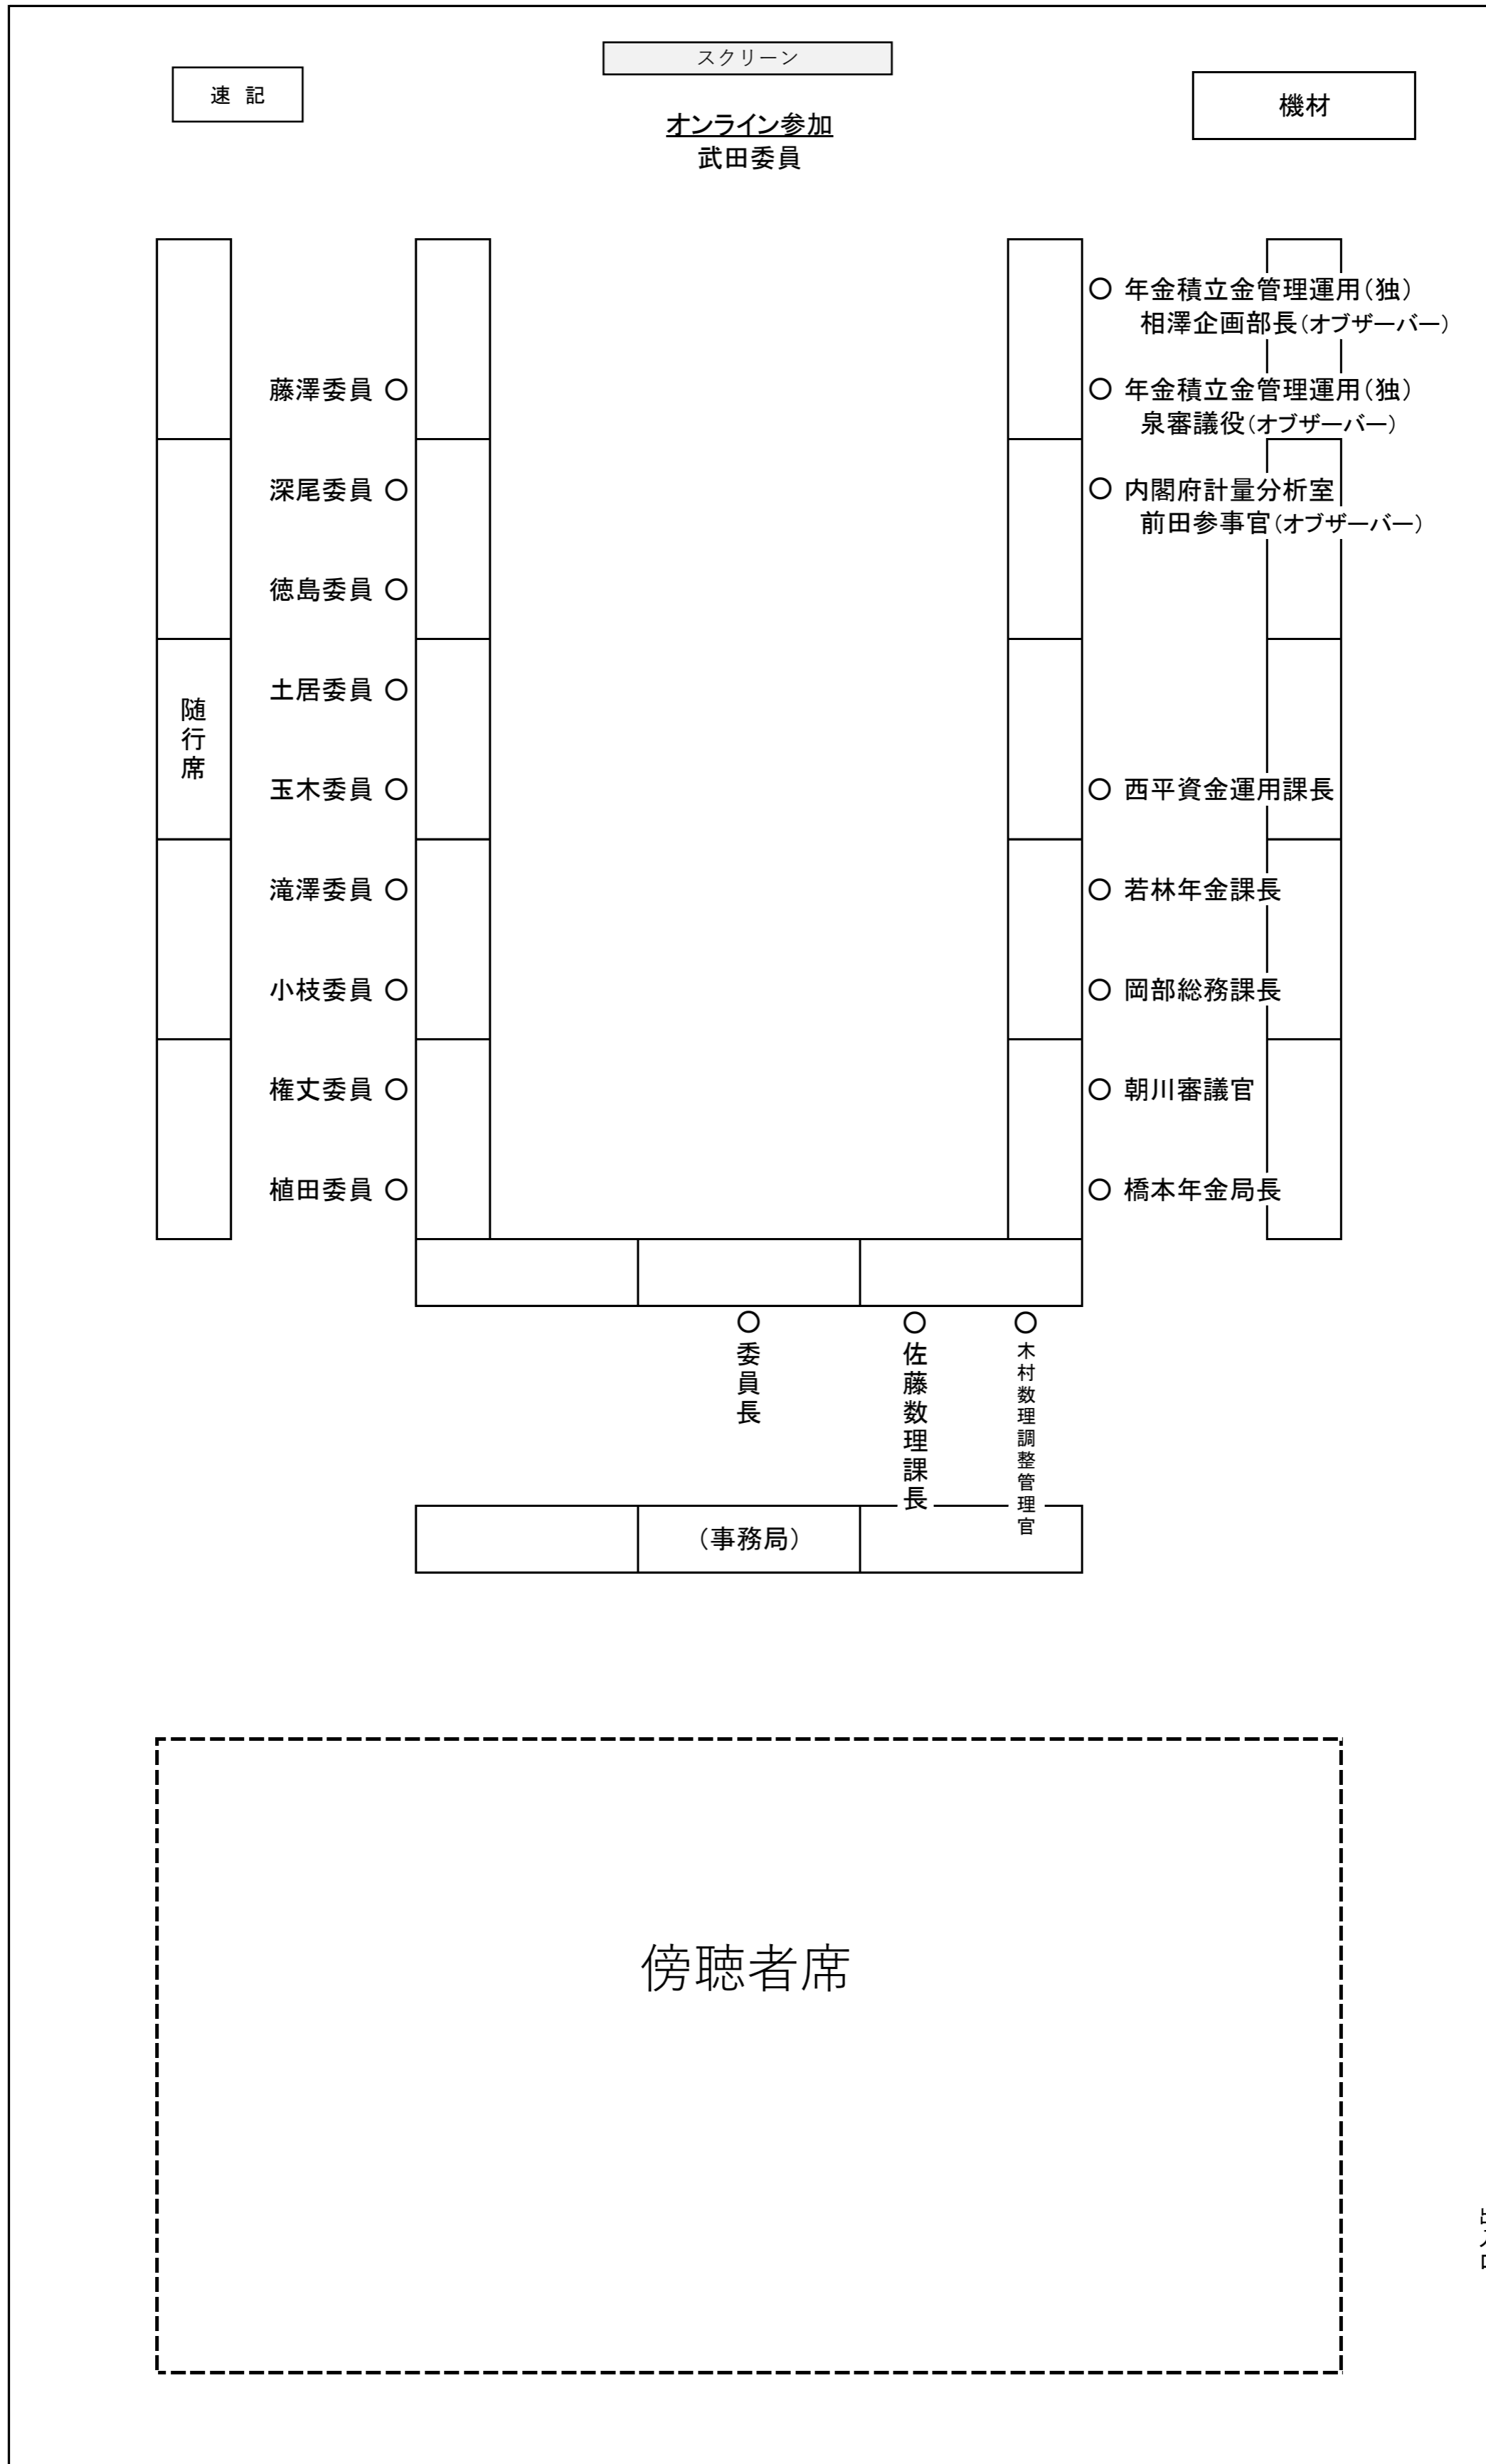 スクリーン
速 記
機材
オンライン参加
武田委員
○ 年金積立金管理運用(独)
相澤企画部長(オブザーバー)
藤澤委員 ○
○ 年金積立金管理運用(独)
泉審議役(オブザーバー)
深尾委員 ○
○ 内閣府計量分析室
前田参事官(オブザーバー)
徳島委員 ○
土居委員 ○
随行席
玉木委員 ○
○ 西平資金運用課長
滝澤委員 ○
○ 若林年金課長
小枝委員 ○
○ 岡部総務課長
権丈委員 ○
○ 朝川審議官
植田委員 ○
○ 橋本年金局長
○委員長
○佐藤数理課長
○木村数理調整管理官
(事務局)
傍聴者席